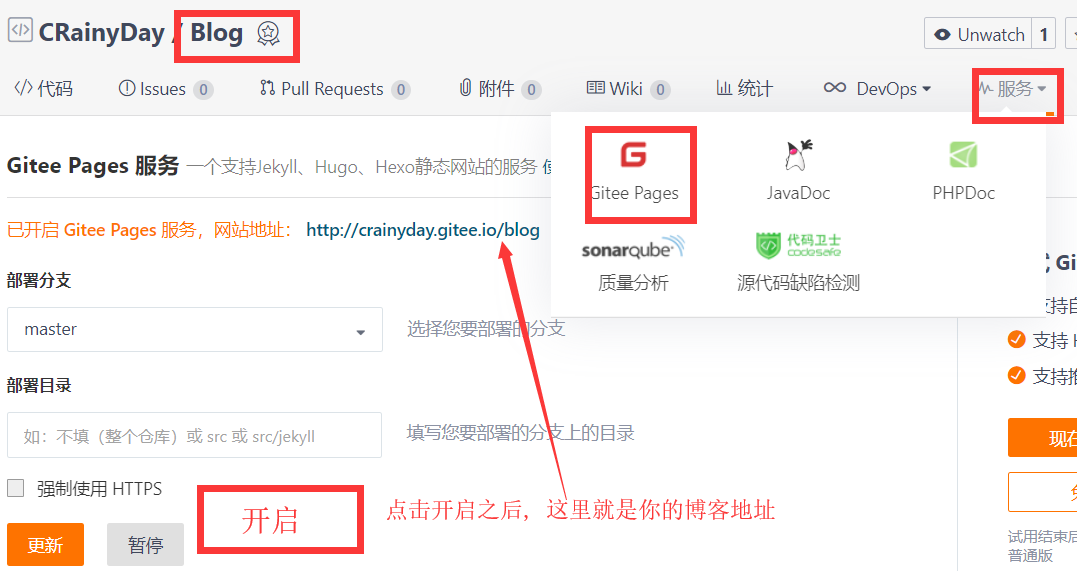 CRainyDay / Blog
Unwatch 1
代码 Issues 0 Pull Requests 0 附件 0 Wiki 0 统计 DevOps 服务
Gitee Pages 服务 一个支持Jekyll、Hugo、Hexo静态网站的服务
Gitee Pages JavaDoc PHPDoc
已开启 Gitee Pages 服务，网站地址： http://crainyday.gitee.io/blog
sonarqube 代码卫士 codesafe
质量分析 源代码缺陷检测
部署分支
Gi
master 选择您要部署的分支
支持自
支持 H
支持推
部署目录
如：不填（整个仓库）或 src 或 src/jekyll 填写您要部署的分支上的目录
现在
强制使用 HTTPS
开启 点击开启之后，这里就是你的博客地址
更新 暂停
试用结束后
普通版